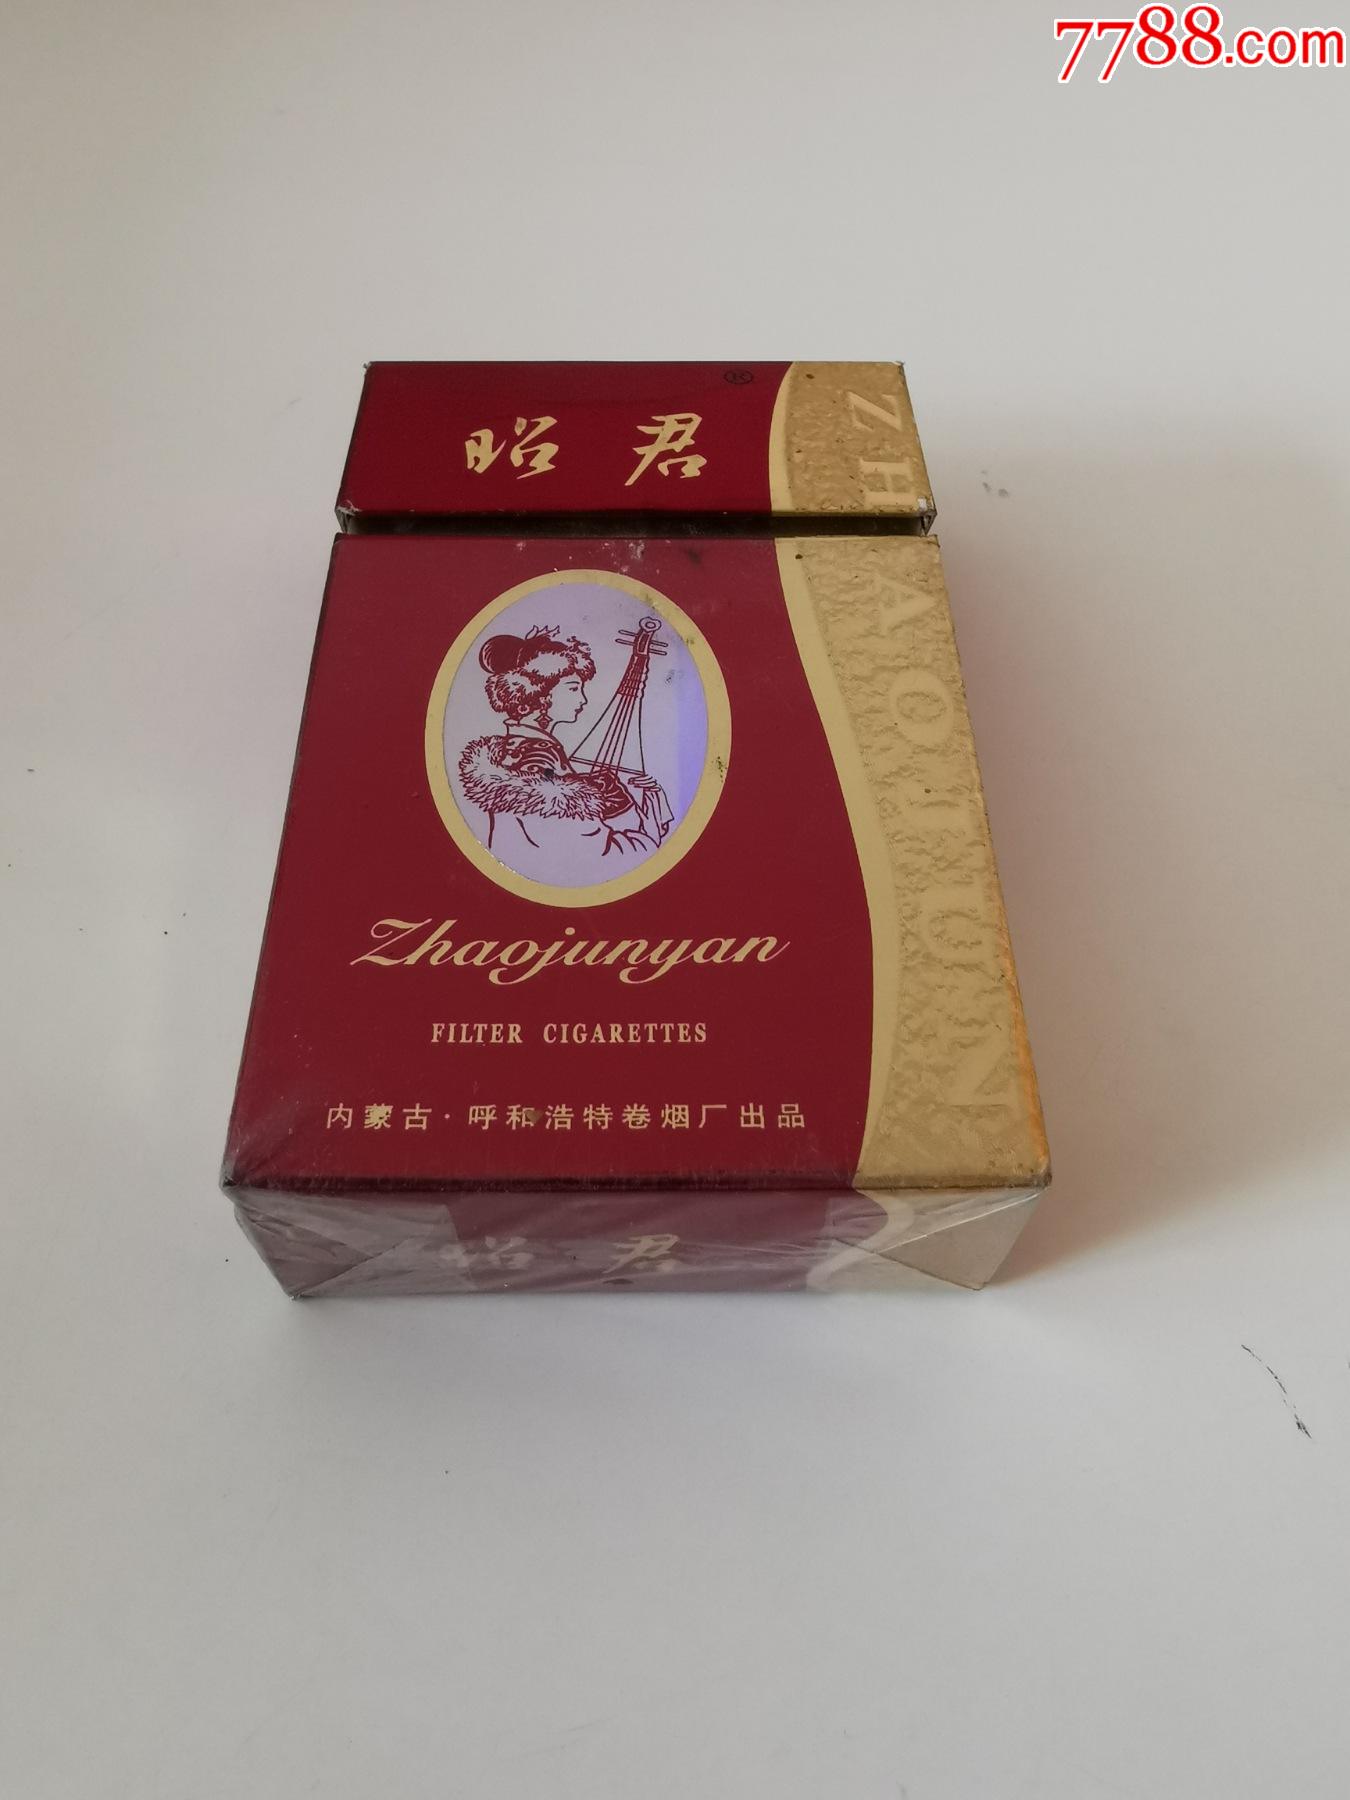 7788.com
®
昭君
ZHAOJUN
Zhaojunyan
FILTER CIGARETTES
内蒙古·呼和浩特卷烟厂出品
昭君